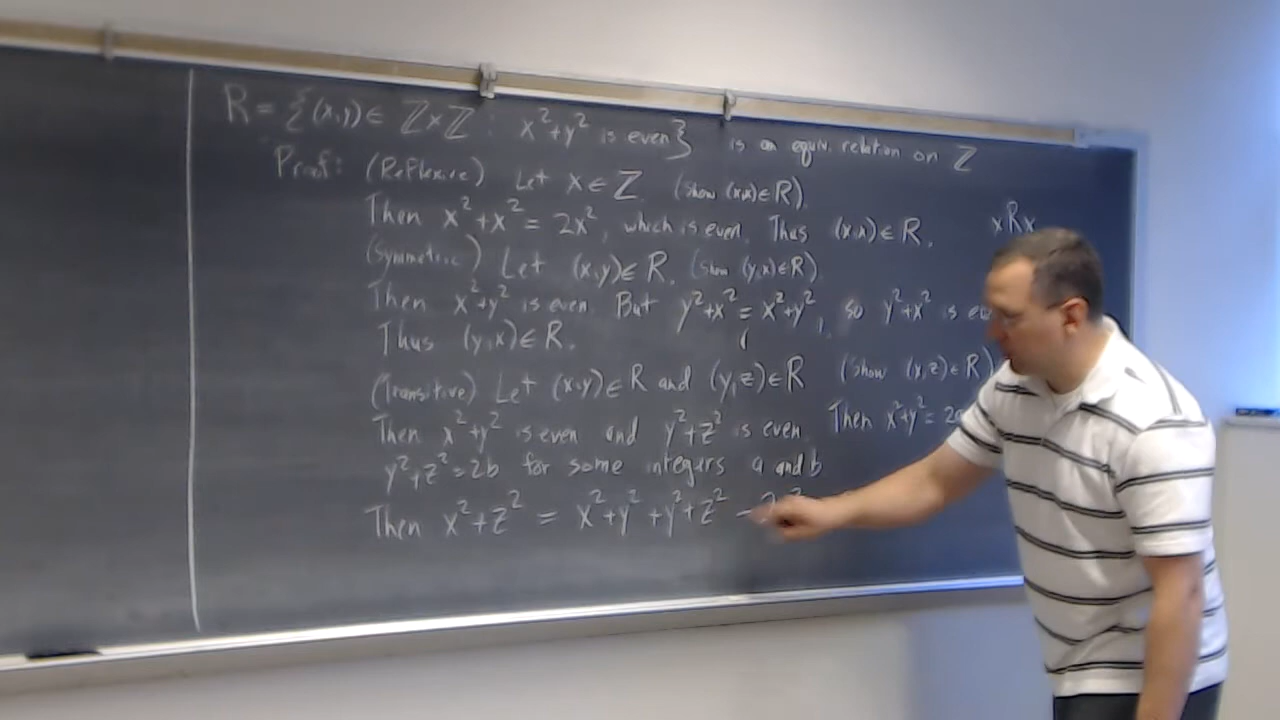 R = {(x,y) ∈ ℤ×ℤ : x²+y² is even} is an equiv. relation on ℤ
Proof: (Reflexive) Let x ∈ ℤ. (show (x,x) ∈ R).
Then x²+x² = 2x², which is even. Thus (x,x) ∈ R. xRx
(Symmetric) Let (x,y) ∈ R. (show (y,x) ∈ R).
Then x²+y² is even. But y²+x² = x²+y², so y²+x² is
Thus (y,x) ∈ R.
(Transitive) Let (x,y) ∈ R and (y,z) ∈ R (show (x,z) ∈ R)
Then x²+y² is even and y²+z² is even. Then x²+y² = 2a
y²+z² = 2b for some integers a and b
Then x²+z² = x²+y²+y²+z² −